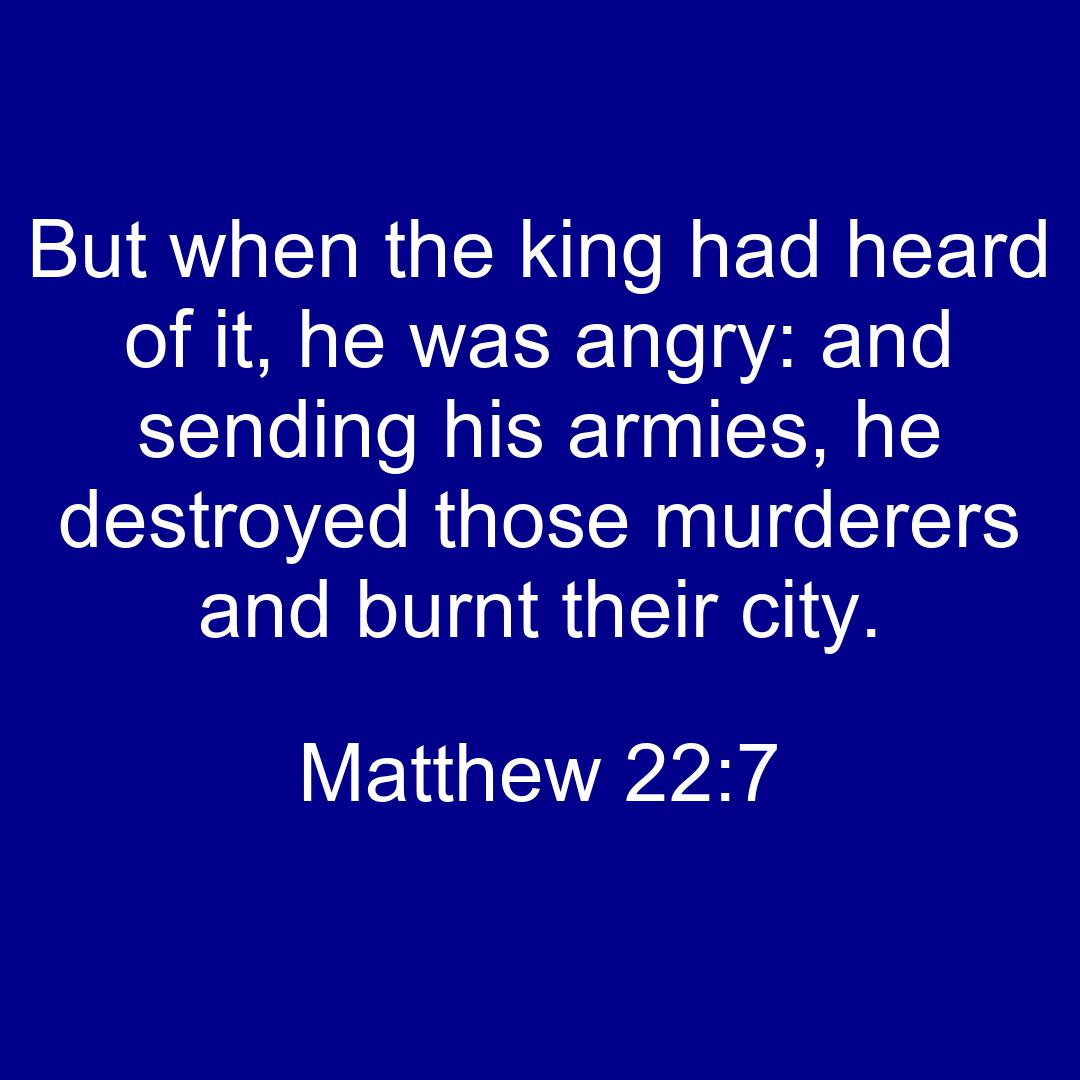 But when the king had heard
of it, he was angry: and
sending his armies, he
destroyed those murderers
and burnt their city.
Matthew 22:7